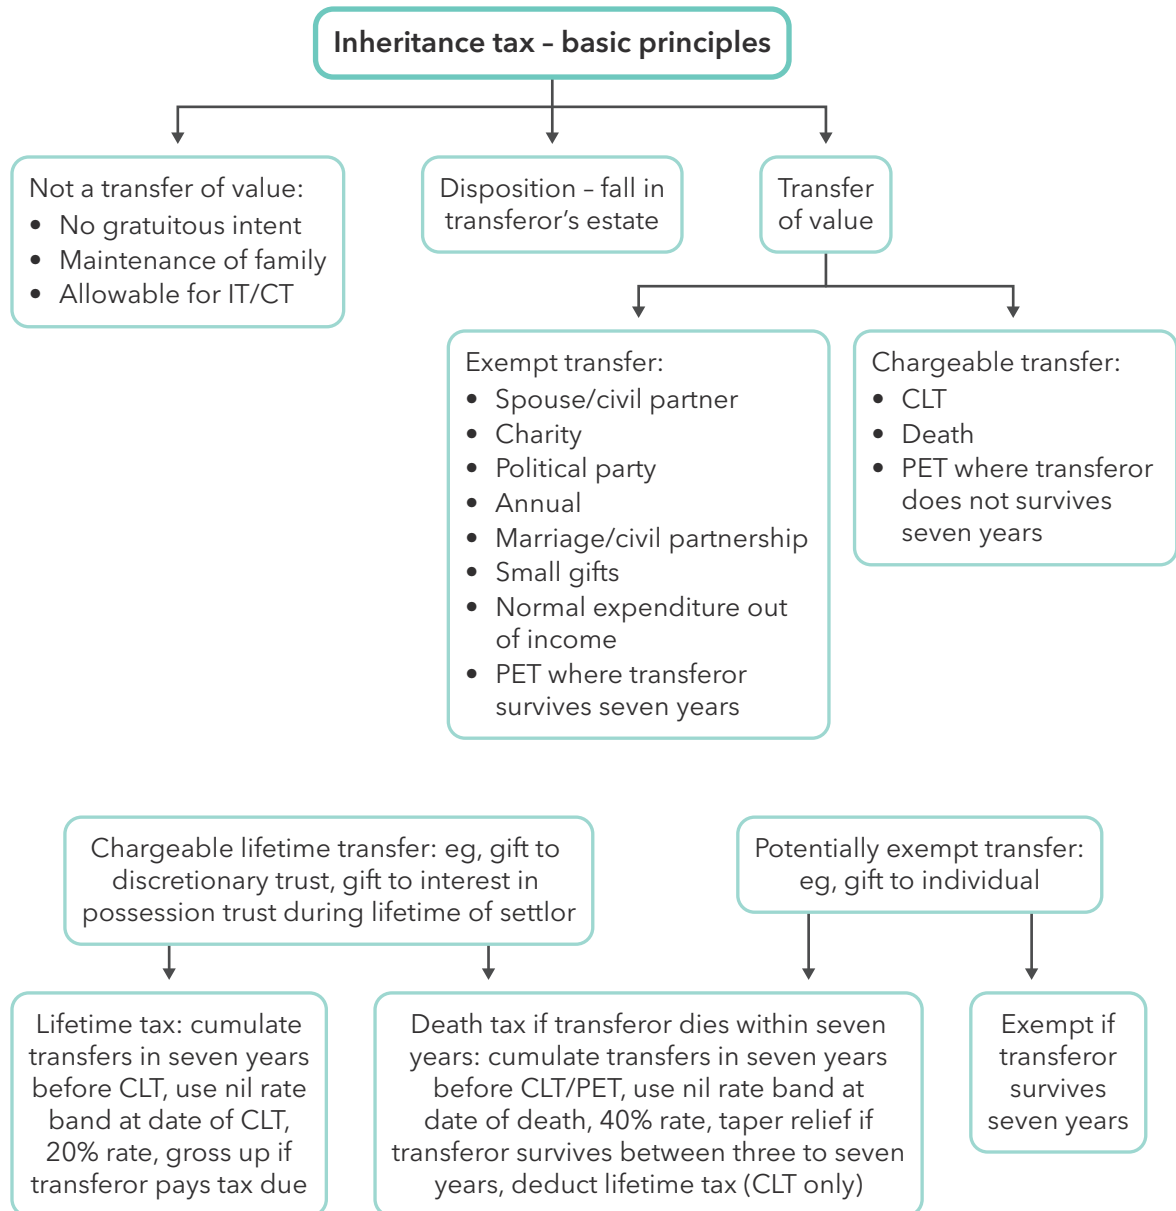 Inheritance tax – basic principles
Not a transfer of value:
• No gratuitous intent
• Maintenance of family
• Allowable for IT/CT
Disposition – fall in
transferor's estate
Transfer
of value
Exempt transfer:
• Spouse/civil partner
• Charity
• Political party
• Annual
• Marriage/civil partnership
• Small gifts
• Normal expenditure out
of income
• PET where transferor
survives seven years
Chargeable transfer:
• CLT
• Death
• PET where transferor
does not survives
seven years
Chargeable lifetime transfer: eg, gift to
discretionary trust, gift to interest in
possession trust during lifetime of settlor
Potentially exempt transfer:
eg, gift to individual
Lifetime tax: cumulate
transfers in seven years
before CLT, use nil rate
band at date of CLT,
20% rate, gross up if
transferor pays tax due
Death tax if transferor dies within seven
years: cumulate transfers in seven years
before CLT/PET, use nil rate band at
date of death, 40% rate, taper relief if
transferor survives between three to seven
years, deduct lifetime tax (CLT only)
Exempt if
transferor
survives
seven years